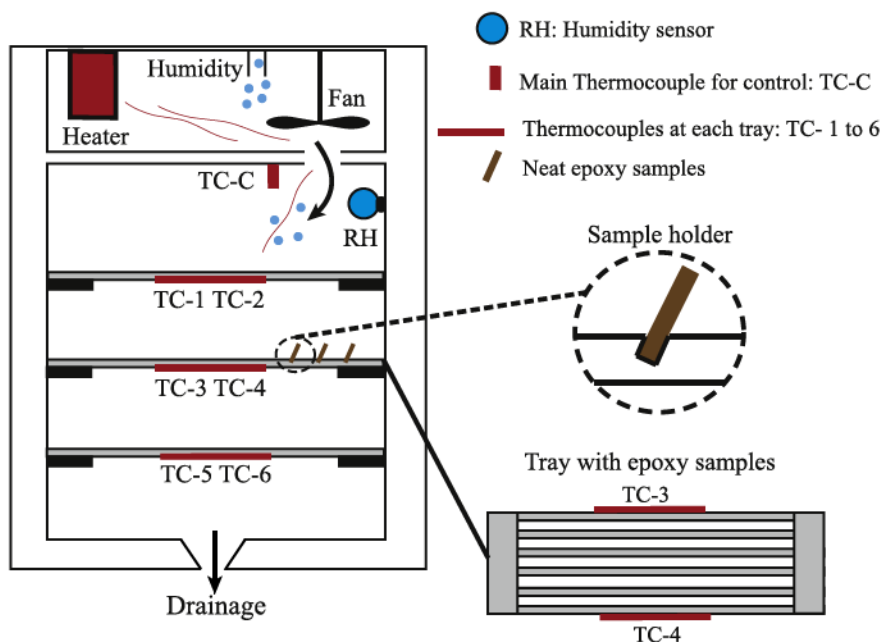 Humidity
Fan
Heater
TC-C
RH
TC-1 TC-2
TC-3 TC-4
TC-5 TC-6
Drainage
RH: Humidity sensor
Main Thermocouple for control: TC-C
Thermocouples at each tray: TC- 1 to 6
Neat epoxy samples
Sample holder
Tray with epoxy samples
TC-3
TC-4